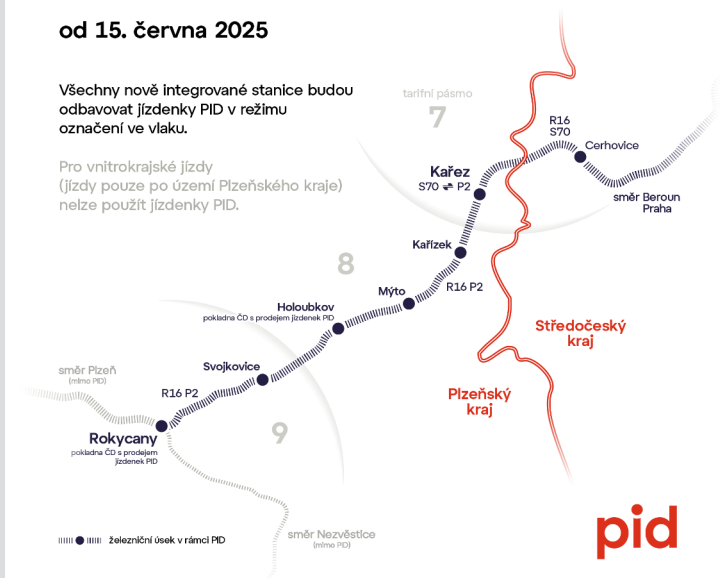 od 15. června 2025
Všechny nově integrované stanice budou
odbavovat jízdenky PID v režimu
označení ve vlaku.
Pro vnitrokrajské jízdy
(jízdy pouze po území Plzeňského kraje)
nelze použít jízdenky PID.
tarifní pásmo
7
R16
S70
Cerhovice
Kařez
S70 ⇌ P2
směr Beroun
Praha
Kařízek
8
R16 P2
Mýto
Holoubkov
pokladna ČD s prodejem jízdenek PID
Středočeský
kraj
Svojkovice
směr Plzeň
(mimo PID)
R16 P2
Plzeňský
kraj
9
Rokycany
pokladna ČD s prodejem
jízdenek PID
směr Nezvěstice
(mimo PID)
železniční úsek v rámci PID
pid